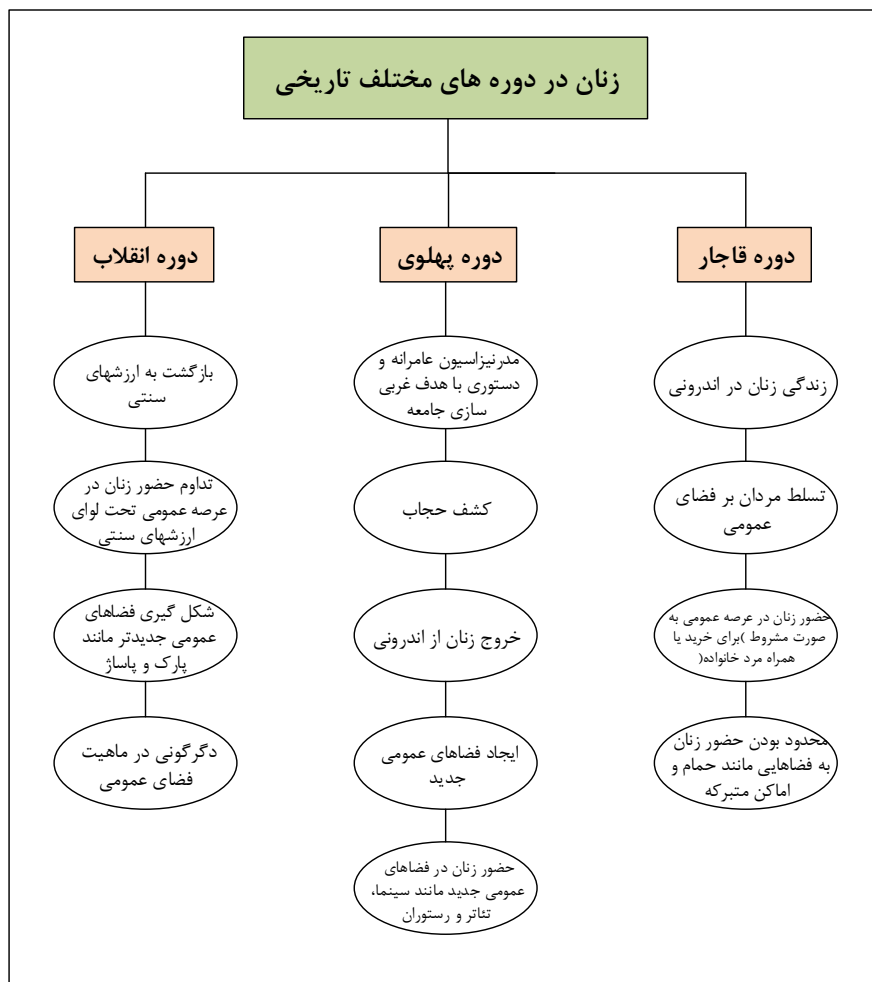 زنان در دوره های مختلف تاریخی
دوره قاجار
زندگی زنان در اندرونی
تسلط مردان بر فضای
عمومی
حضور زنان در عرصه عمومی به
صورت مشروط )برای خرید یا
همراه مرد خانواده(
محدود بودن حضور زنان
به فضاهایی مانند حمام و
اماکن متبرکه
دوره پهلوی
مدرنیزاسیون عامرانه و
دستوری با هدف غربی
سازی جامعه
کشف حجاب
خروج زنان از اندرونی
ایجاد فضاهای عمومی
جدید
حضور زنان در فضاهای
عمومی جدید مانند سینما،
تئاتر و رستوران
دوره انقلاب
بازگشت به ارزشهای
سنتی
تداوم حضور زنان در
عرصه عمومی تحت لوای
ارزشهای سنتی
شکل گیری فضاهای
عمومی جدیدتر مانند
پارک و پاساژ
دگرگونی در ماهیت
فضای عمومی